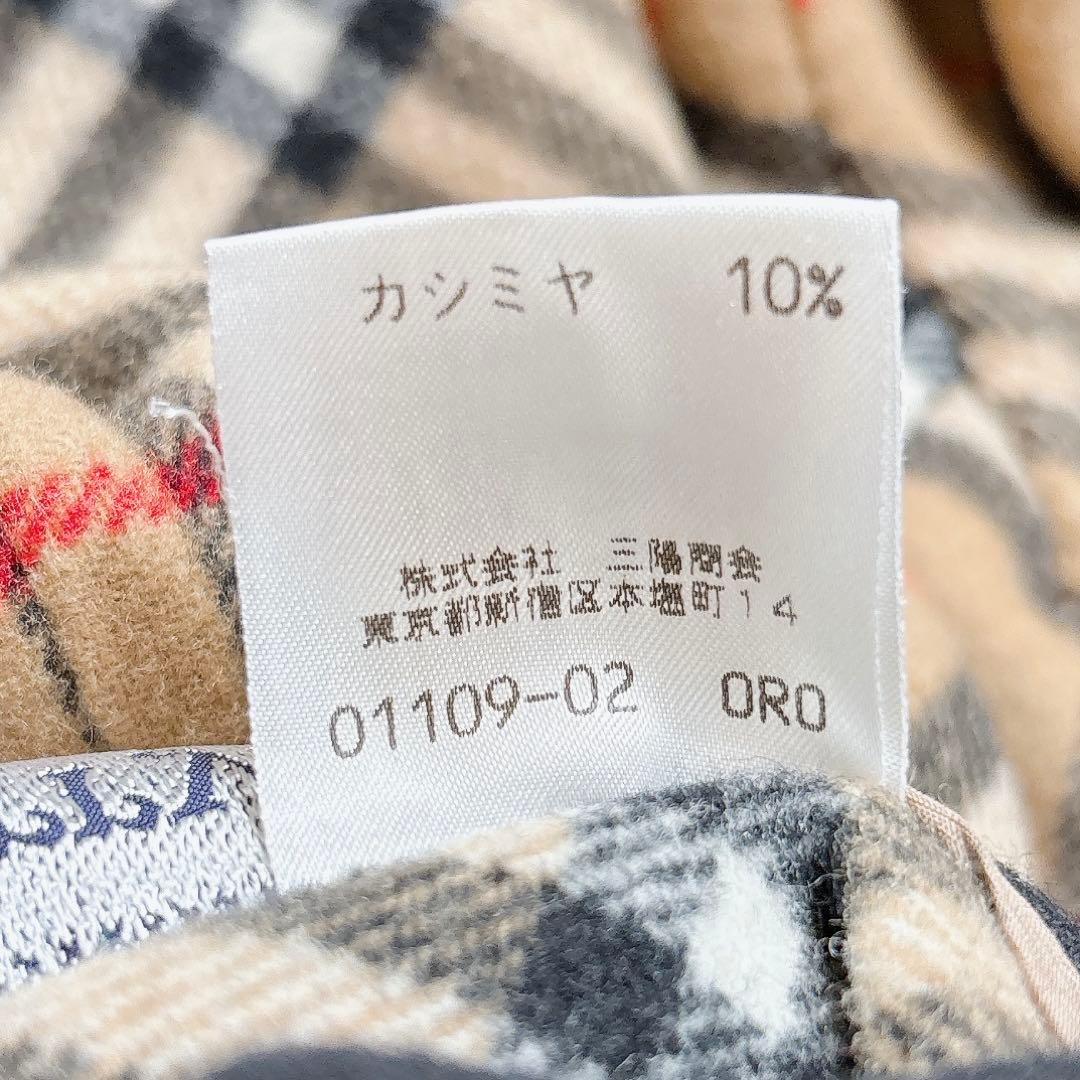 カシミヤ 10%
株式会社 三陽商会
東京都新宿区本塩町14
01109-02 0R0